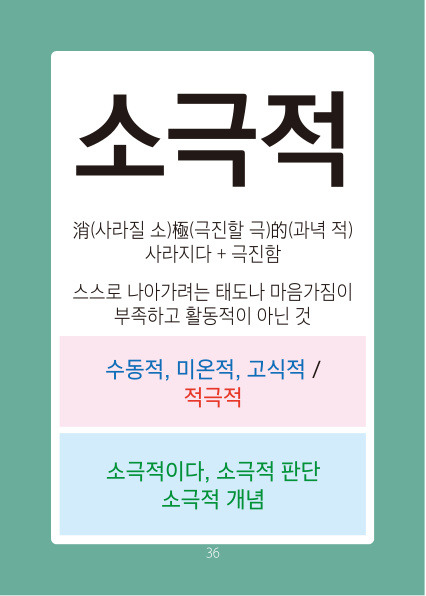 소극적
消(사라질 소)極(극진할 극)的(과녁 적)
사라지다 + 극진함
스스로 나아가려는 태도나 마음가짐이
부족하고 활동적이 아닌 것
수동적, 미온적, 고식적 /
적극적
소극적이다, 소극적 판단
소극적 개념
36